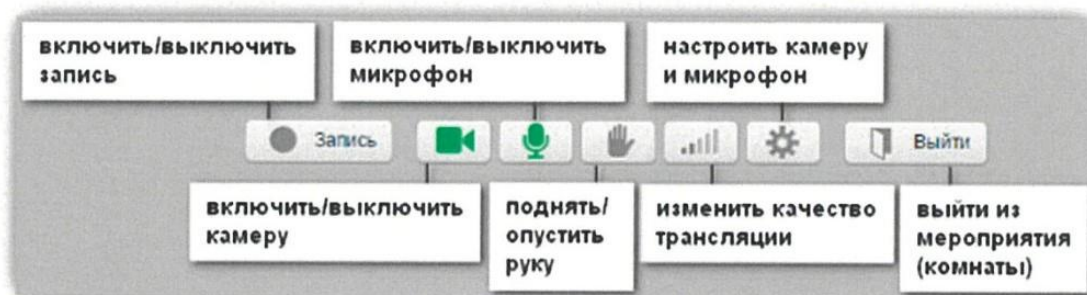 включить/выключить
запись
включить/выключить
микрофон
настроить камеру
и микрофон
Запись
Выйти
включить/выключить
камеру
поднять/
опустить
руку
изменить качество
трансляции
выйти из
мероприятия
(комнаты)